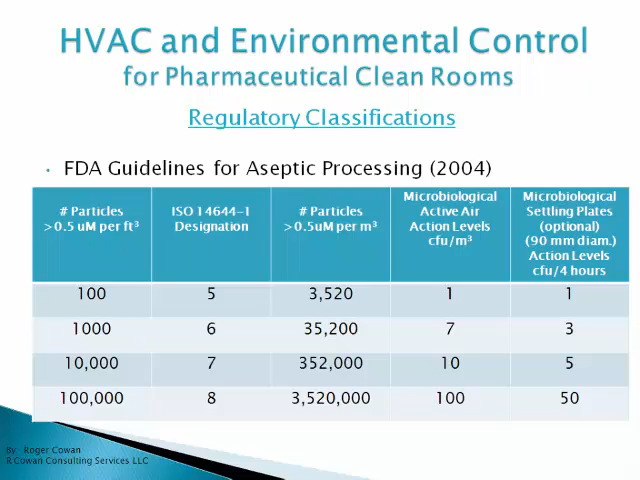 HVAC and Environmental Control
for Pharmaceutical Clean Rooms
Regulatory Classifications
• FDA Guidelines for Aseptic Processing (2004)
# Particles >0.5 uM per ft³ | ISO 14644-1 Designation | # Particles >0.5uM per m³ | Microbiological Active Air Action Levels cfu/m³ | Microbiological Settling Plates (optional) (90 mm diam.) Action Levels cfu/4 hours
100 5 3,520 1 1
1000 6 35,200 7 3
10,000 7 352,000 10 5
100,000 8 3,520,000 100 50
By: Roger Cowan
R Cowan Consulting Services LLC